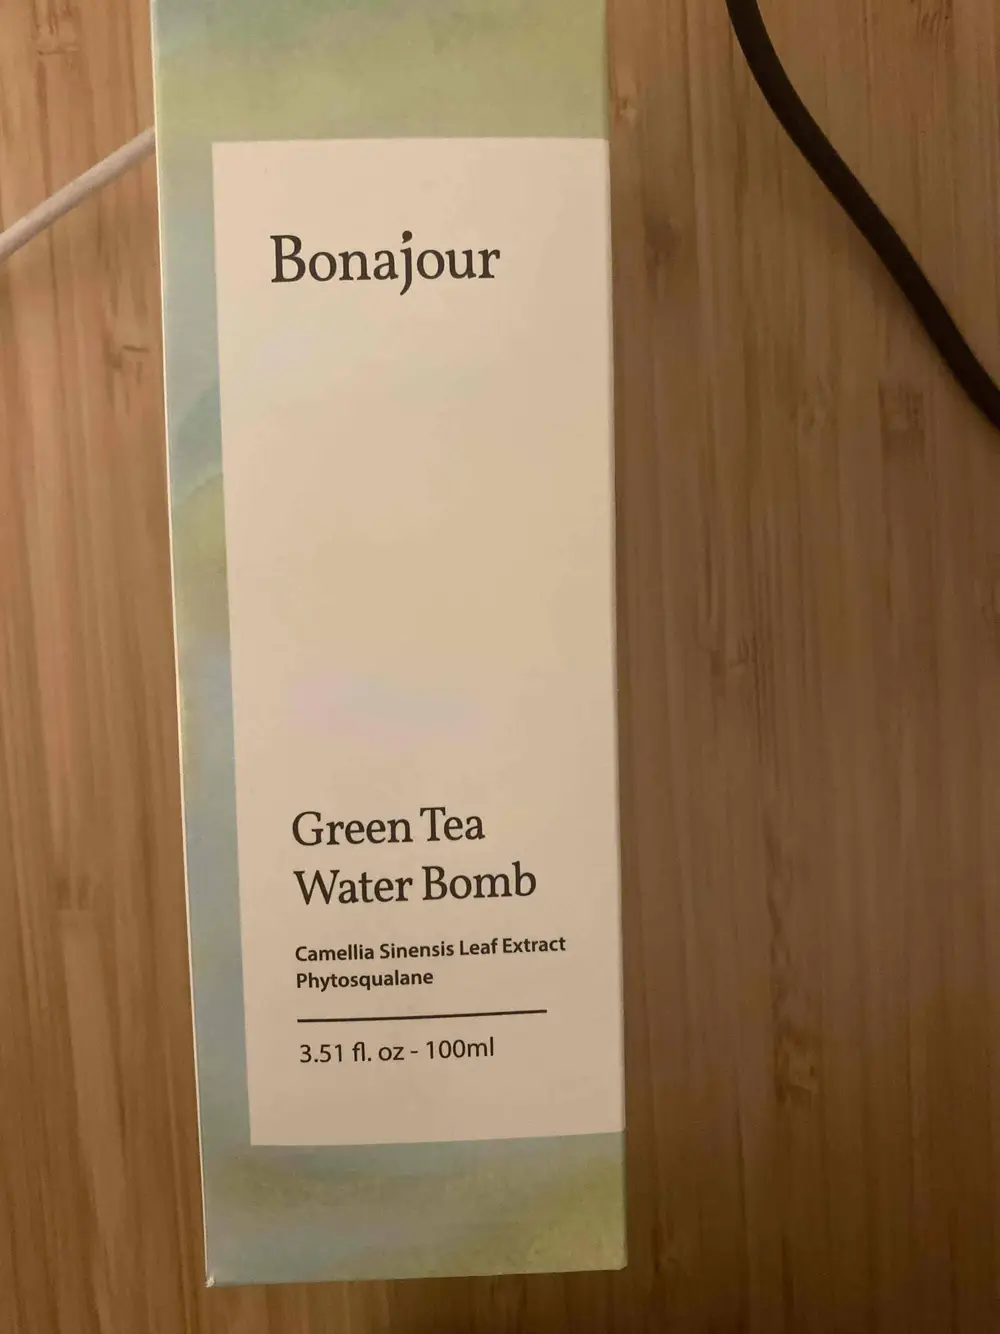 Bonajour
Green Tea
Water Bomb
Camellia Sinensis Leaf Extract
Phytosqualane
3.51 fl. oz - 100ml